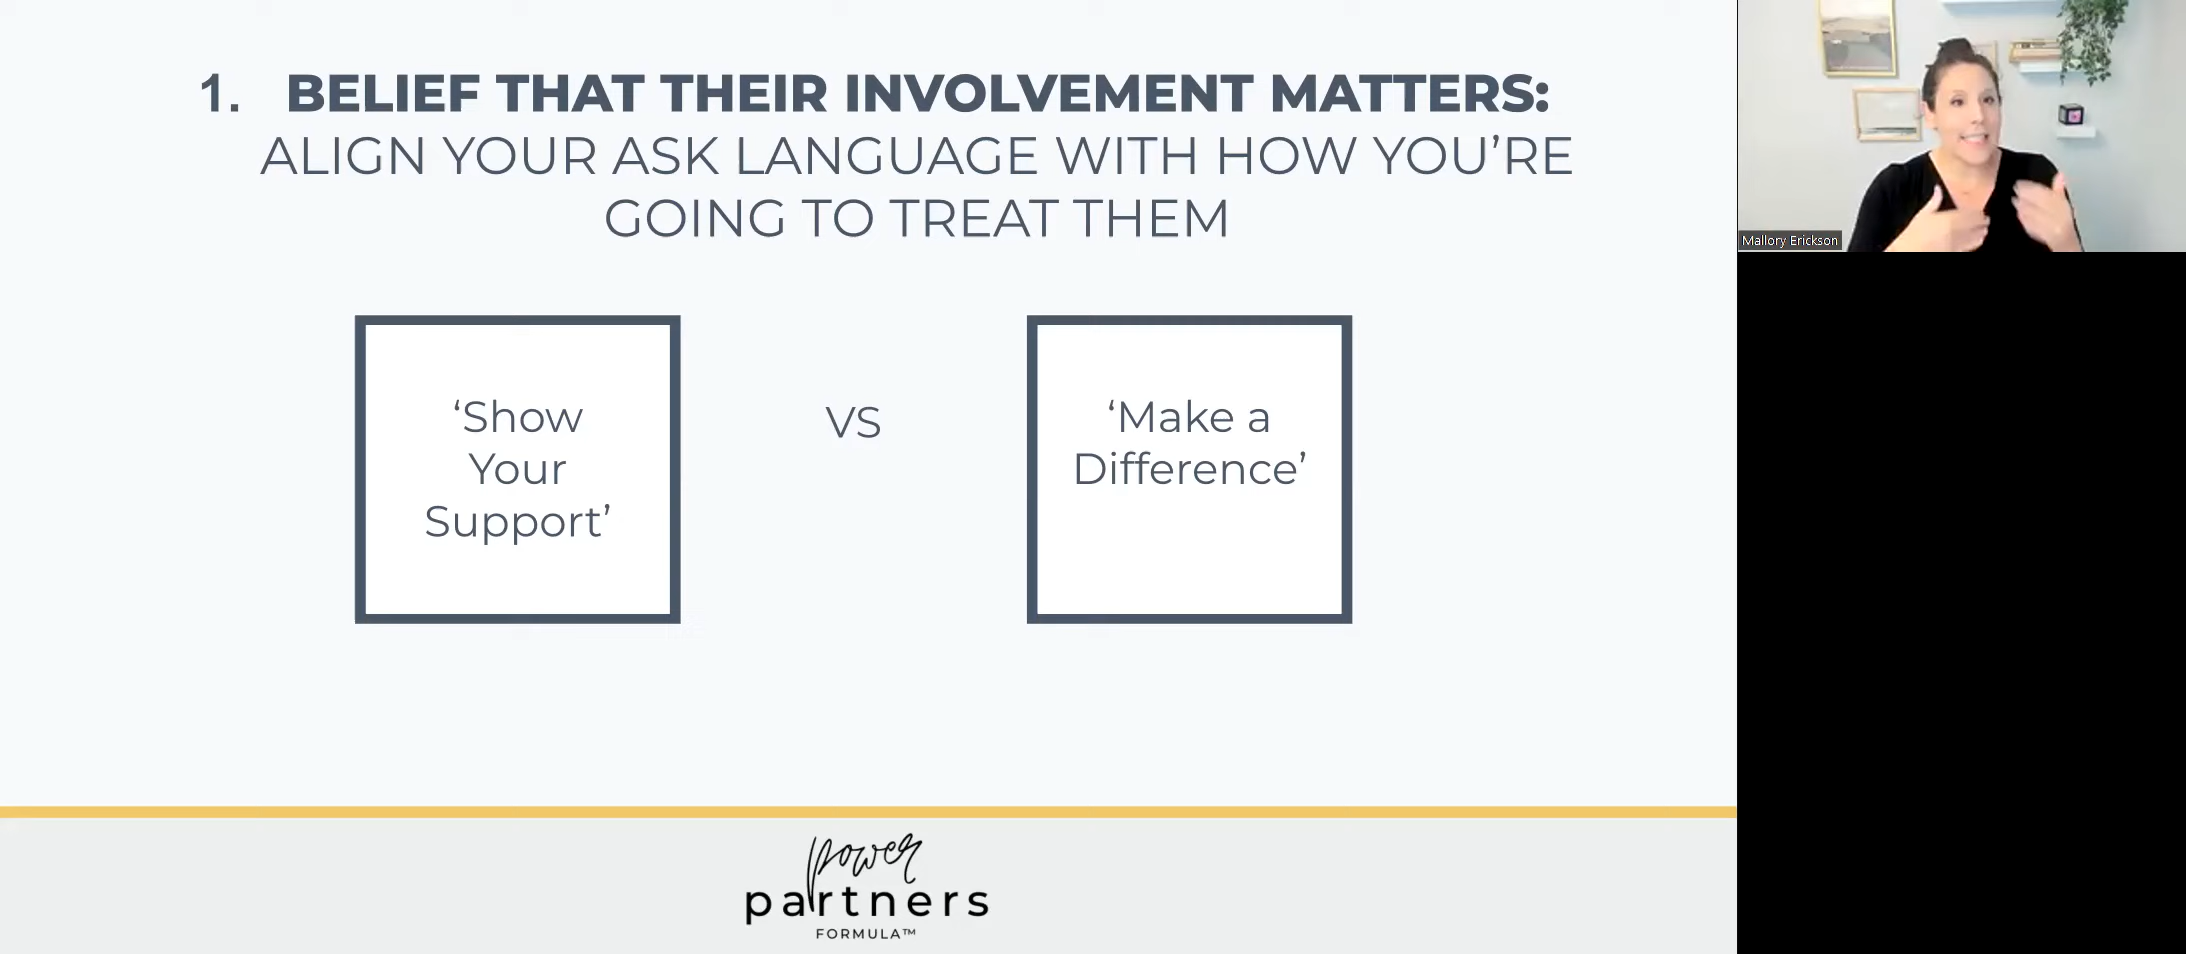 1. BELIEF THAT THEIR INVOLVEMENT MATTERS:
ALIGN YOUR ASK LANGUAGE WITH HOW YOU’RE
GOING TO TREAT THEM
‘Show
Your
Support’
VS
‘Make a
Difference’
power
partners
FORMULA™
Mallory Erickson